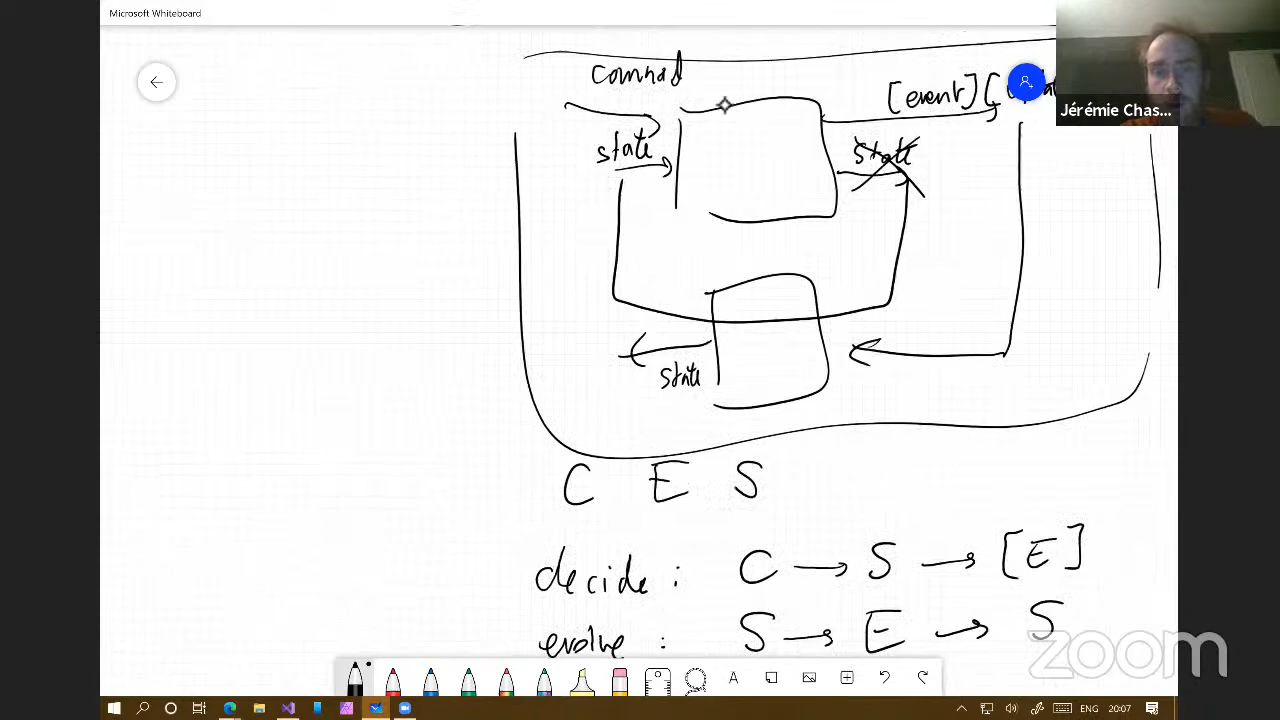 Microsoft Whiteboard
command
[event] [
Jérémie Chas...
state
state
state
C E S
decide : C → S → [E]
evolve : S → E → S
zoom
ENG 20:07